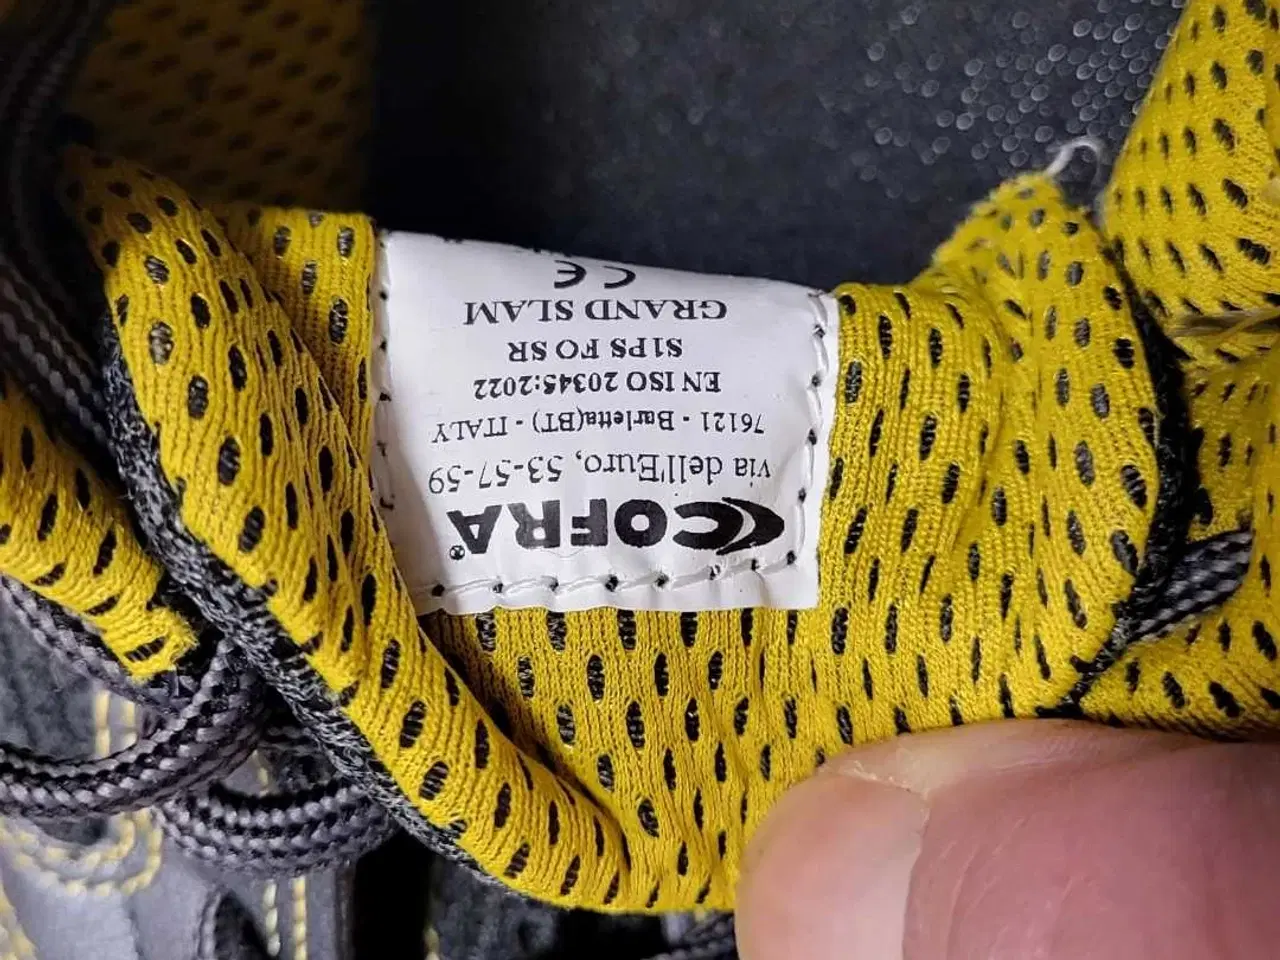 COFRA®
via dell'Euro, 53-57-59
76121 - Barletta(BT) - ITALY
EN ISO 20345:2022
S1PS FO SR
GRAND SLAM
CE